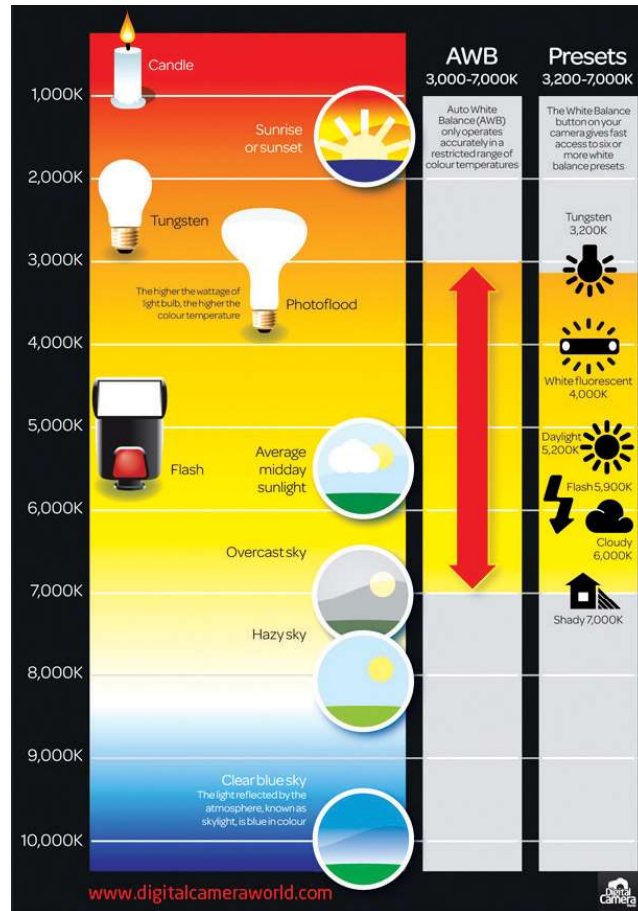 Candle
1,000K
Sunrise
or sunset
2,000K
Tungsten
3,000K
The higher the wattage of
light bulb, the higher the
colour temperature
Photoflood
4,000K
5,000K
Flash
Average
midday
sunlight
6,000K
Overcast sky
7,000K
Hazy sky
8,000K
9,000K
Clear blue sky
The light reflected by the
atmosphere, known as
skylight, is blue in colour
10,000K
www.digitalcameraworld.com
AWB
3,000-7,000K
Auto White
Balance (AWB)
only operates
accurately in a
restricted range of
colour temperatures
Presets
3,200-7,000K
The White Balance
button on your
camera gives fast
access to six or
more white
balance presets
Tungsten
3,200K
White fluorescent
4,000K
Daylight
5,200K
Flash 5,900K
Cloudy
6,000K
Shady 7,000K
Digital
Camera